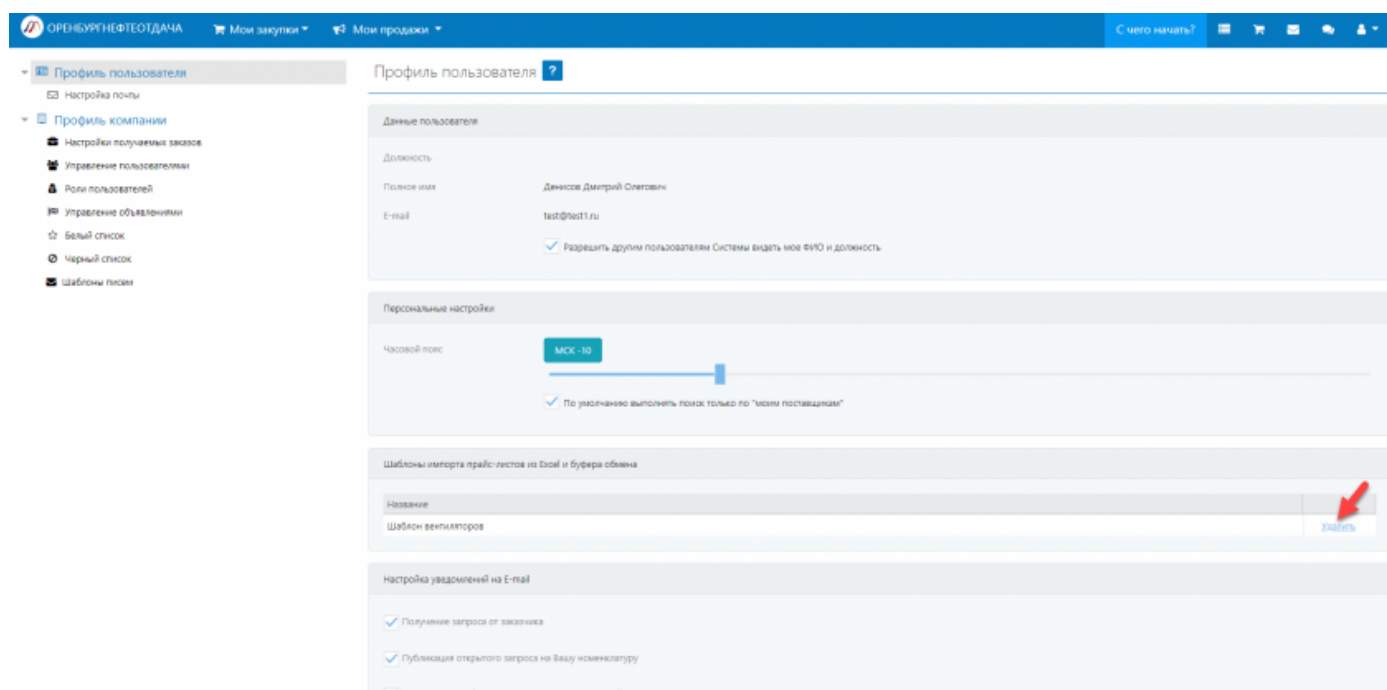 ОРЕНБУРГНЕФТЕОТДАЧА Мои закупки Мои продажи С чего начать?
Профиль пользователя
Настройка почты
Профиль компании
Настройки получаемых заказов
Управление пользователями
Роли пользователей
Управление объявлениями
Белый список
Черный список
Шаблоны писем
Профиль пользователя ?
Данные пользователя
Должность
Полное имя Денисов Дмитрий Олегович
E-mail test@test1.ru
Разрешить другим пользователям Системы видеть мое ФИО и должность
Персональные настройки
Часовой пояс МСК -10
По умолчанию выполнять поиск только по "моим поставщикам"
Шаблоны импорта прайс-листов из Excel и буфера обмена
Название
Шаблон вентиляторов Удалить
Настройка уведомлений на E-mail
Получение запроса от заказчика
Публикация открытого запроса на Вашу номенклатуру